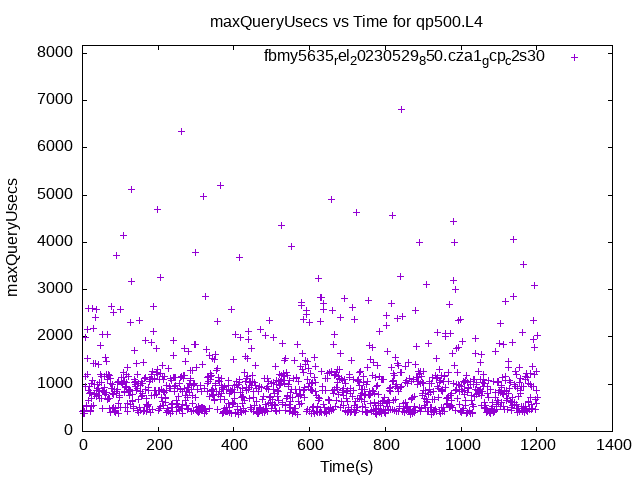 maxQueryUsecs vs Time for qp500.L4
fbmy5635rel20230529850.cza1gcpc2s30
8000
7000
6000
5000
4000
3000
2000
1000
0
maxQueryUsecs
0 200 400 600 800 1000 1200 1400
Time(s)